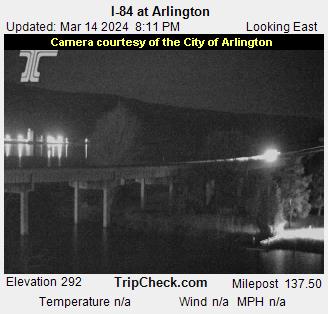 I-84 at Arlington
Updated: Mar 14 2024 8:11 PM Looking East
Camera courtesy of the City of Arlington
Elevation 292 TripCheck.com Milepost 137.50
Temperature n/a Wind n/a MPH n/a